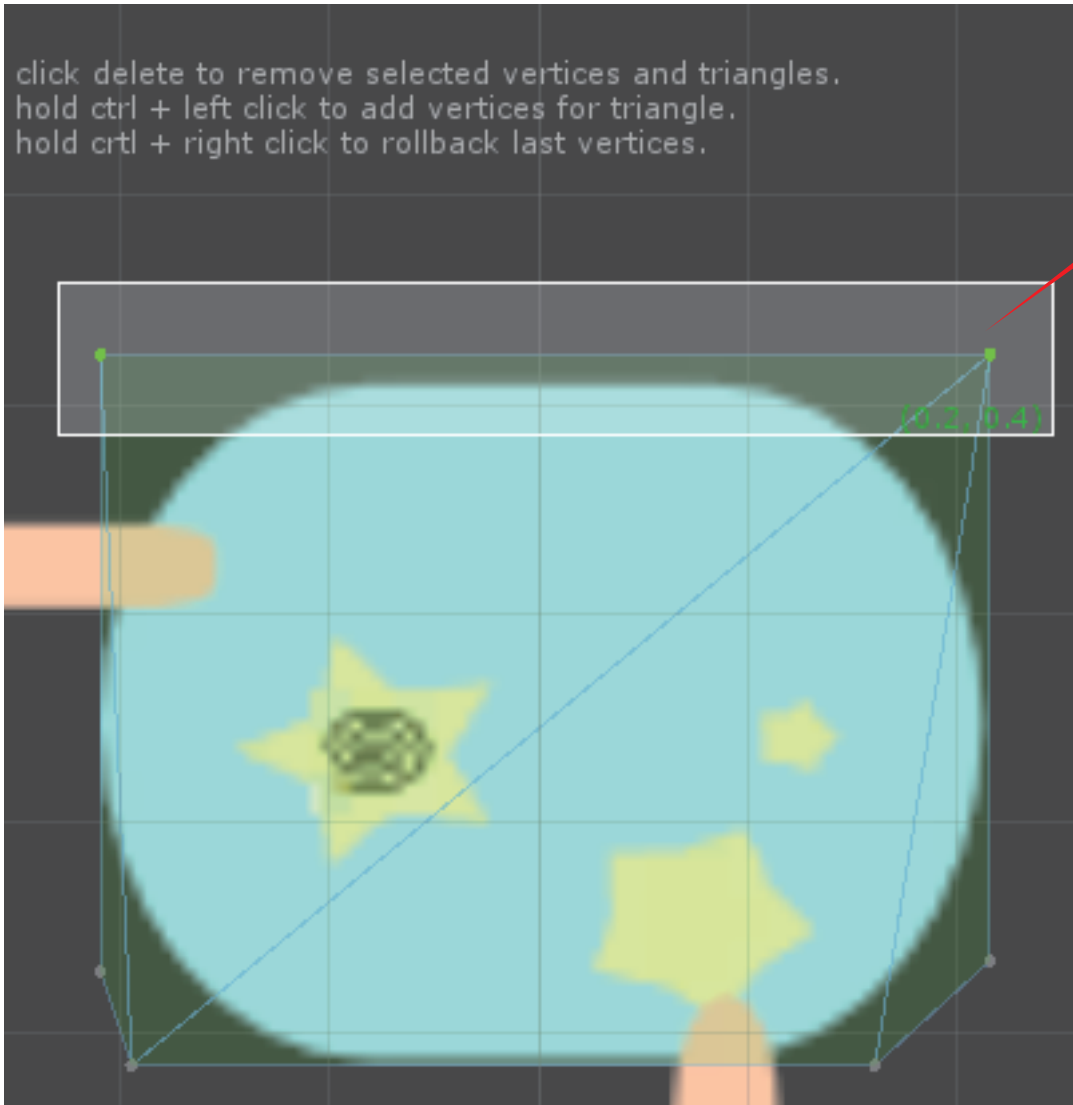 click delete to remove selected vertices and triangles.
hold ctrl + left click to add vertices for triangle.
hold crtl + right click to rollback last vertices.
(0.2, 0.4)